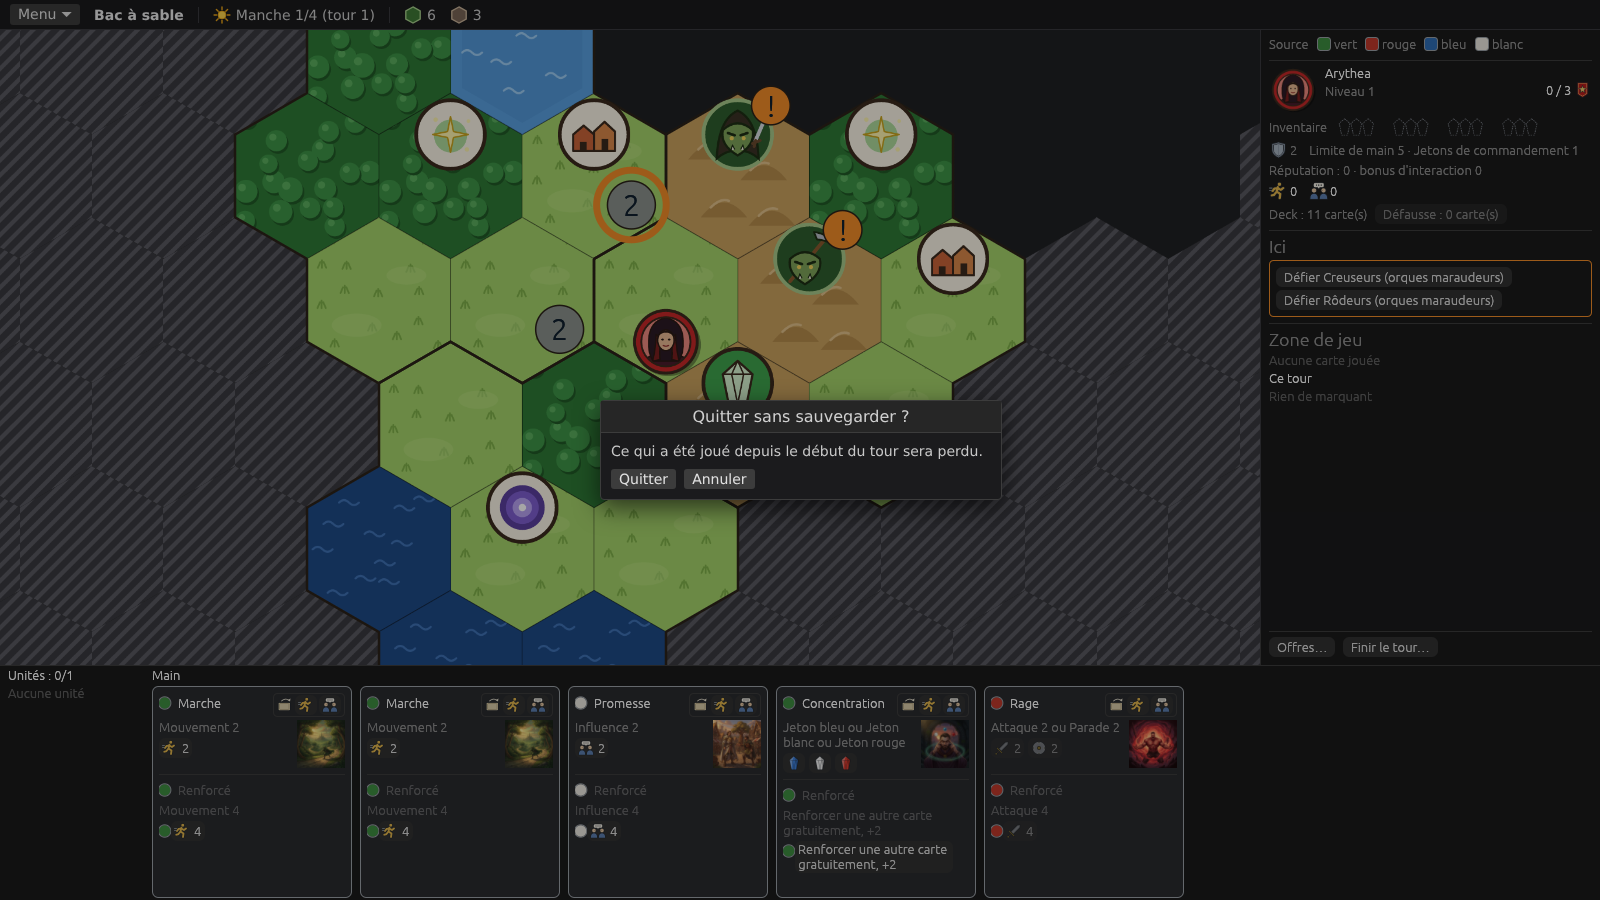 Menu Bac à sable Manche 1/4 (tour 1) 6 3
Source vert rouge bleu blanc
Arythea
Niveau 1
0 / 3
Inventaire
2 Limite de main 5 · Jetons de commandement 1
Réputation : 0 · bonus d'interaction 0
0 0
Deck : 11 carte(s) Défausse : 0 carte(s)
Ici
Défier Creuseurs (orques maraudeurs)
Défier Rôdeurs (orques maraudeurs)
Zone de jeu
Aucune carte jouée
Ce tour
Rien de marquant
Offres…
Finir le tour…
!
2
!
2
Quitter sans sauvegarder ?
Ce qui a été joué depuis le début du tour sera perdu.
Quitter Annuler
Unités : 0/1
Aucune unité
Main
Marche
Mouvement 2
2
Renforcé
Mouvement 4
4
Marche
Mouvement 2
2
Renforcé
Mouvement 4
4
Promesse
Influence 2
2
Renforcé
Influence 4
4
Concentration
Jeton bleu ou Jeton
blanc ou Jeton rouge
Renforcé
Renforcer une autre carte
gratuitement, +2
Renforcer une autre carte
gratuitement, +2
Rage
Attaque 2 ou Parade 2
2 2
Renforcé
Attaque 4
4